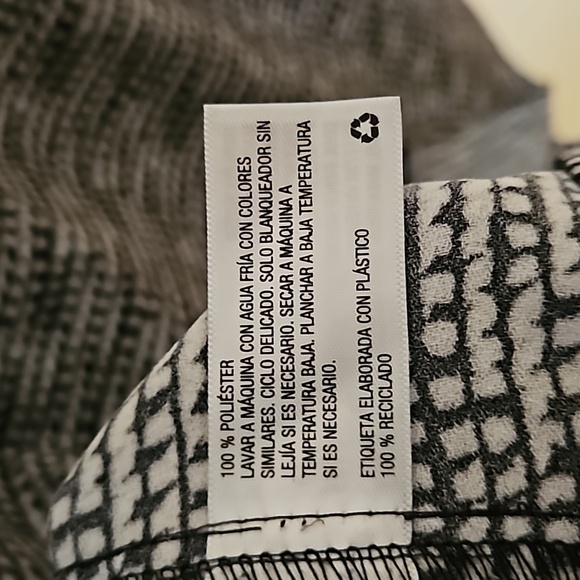 100 % POLIÉSTER
LAVAR A MÁQUINA CON AGUA FRÍA CON COLORES
SIMILARES. CICLO DELICADO. SOLO BLANQUEADOR SIN
LEJÍA SI ES NECESARIO. SECAR A MÁQUINA A
TEMPERATURA BAJA. PLANCHAR A BAJA TEMPERATURA
SI ES NECESARIO.
ETIQUETA ELABORADA CON PLÁSTICO
100 % RECICLADO